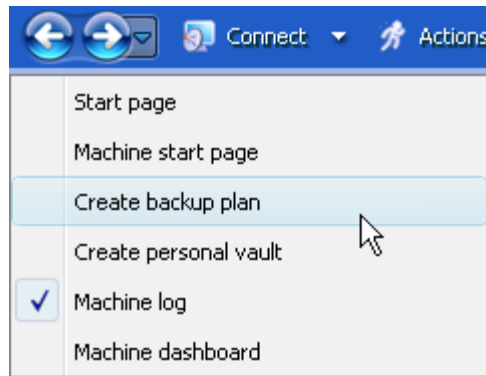 Connect Actions
Start page
Machine start page
Create backup plan
Create personal vault
Machine log
Machine dashboard